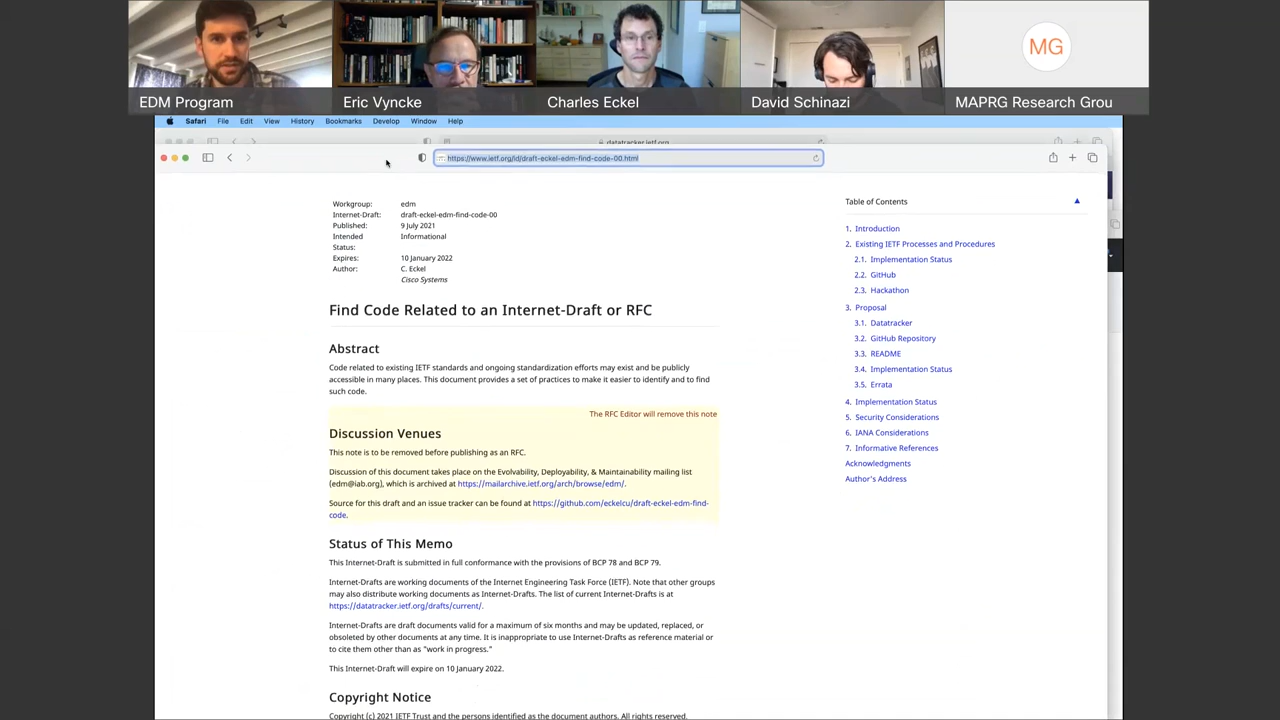 MG
EDM Program
Eric Vyncke
Charles Eckel
David Schinazi
MAPRG Research Grou
Safari File Edit View History Bookmarks Develop Window Help
datatracker.ietf.org
https://www.ietf.org/id/draft-eckel-edm-find-code-00.html
Workgroup: edm
Internet-Draft: draft-eckel-edm-find-code-00
Published: 9 July 2021
Intended Informational
Status:
Expires: 10 January 2022
Author: C. Eckel
Cisco Systems
Find Code Related to an Internet-Draft or RFC
Abstract
Code related to existing IETF standards and ongoing standardization efforts may exist and be publicly
accessible in many places. This document provides a set of practices to make it easier to identify and to find
such code.
The RFC Editor will remove this note
Discussion Venues
This note is to be removed before publishing as an RFC.
Discussion of this document takes place on the Evolvability, Deployability, & Maintainability mailing list
(edm@iab.org), which is archived at https://mailarchive.ietf.org/arch/browse/edm/.
Source for this draft and an issue tracker can be found at https://github.com/eckelcu/draft-eckel-edm-find-
code.
Status of This Memo
This Internet-Draft is submitted in full conformance with the provisions of BCP 78 and BCP 79.
Internet-Drafts are working documents of the Internet Engineering Task Force (IETF). Note that other groups
may also distribute working documents as Internet-Drafts. The list of current Internet-Drafts is at
https://datatracker.ietf.org/drafts/current/.
Internet-Drafts are draft documents valid for a maximum of six months and may be updated, replaced, or
obsoleted by other documents at any time. It is inappropriate to use Internet-Drafts as reference material or
to cite them other than as "work in progress."
This Internet-Draft will expire on 10 January 2022.
Copyright Notice
Copyright (c) 2021 IETF Trust and the persons identified as the document authors. All rights reserved.
Table of Contents
1. Introduction
2. Existing IETF Processes and Procedures
2.1. Implementation Status
2.2. GitHub
2.3. Hackathon
3. Proposal
3.1. Datatracker
3.2. GitHub Repository
3.3. README
3.4. Implementation Status
3.5. Errata
4. Implementation Status
5. Security Considerations
6. IANA Considerations
7. Informative References
Acknowledgments
Author's Address